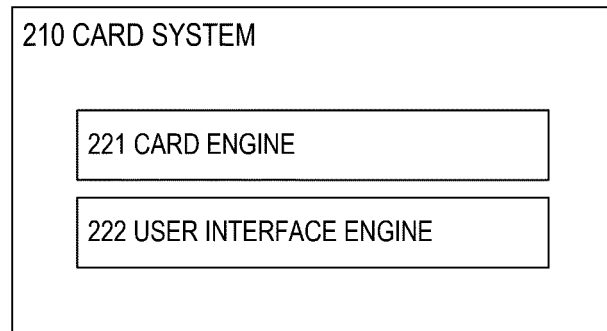 210 CARD SYSTEM
221 CARD ENGINE
222 USER INTERFACE ENGINE